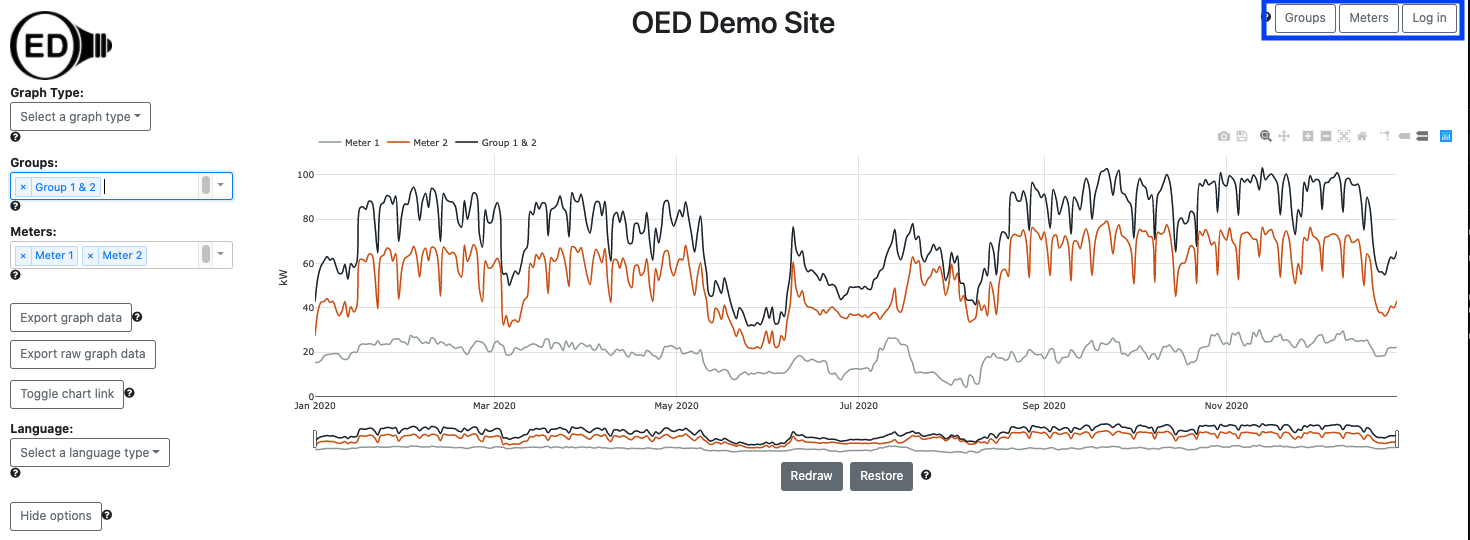 ED
OED Demo Site
? Groups Meters Log in
Graph Type:
Select a graph type
?
Groups:
× Group 1 & 2
?
Meters:
× Meter 1 × Meter 2
?
Export graph data ?
Export raw graph data
Toggle chart link ?
Language:
Select a language type
?
Hide options ?
Meter 1 Meter 2 Group 1 & 2
kW
100
80
60
40
20
0
Jan 2020 Mar 2020 May 2020 Jul 2020 Sep 2020 Nov 2020
Redraw Restore ?